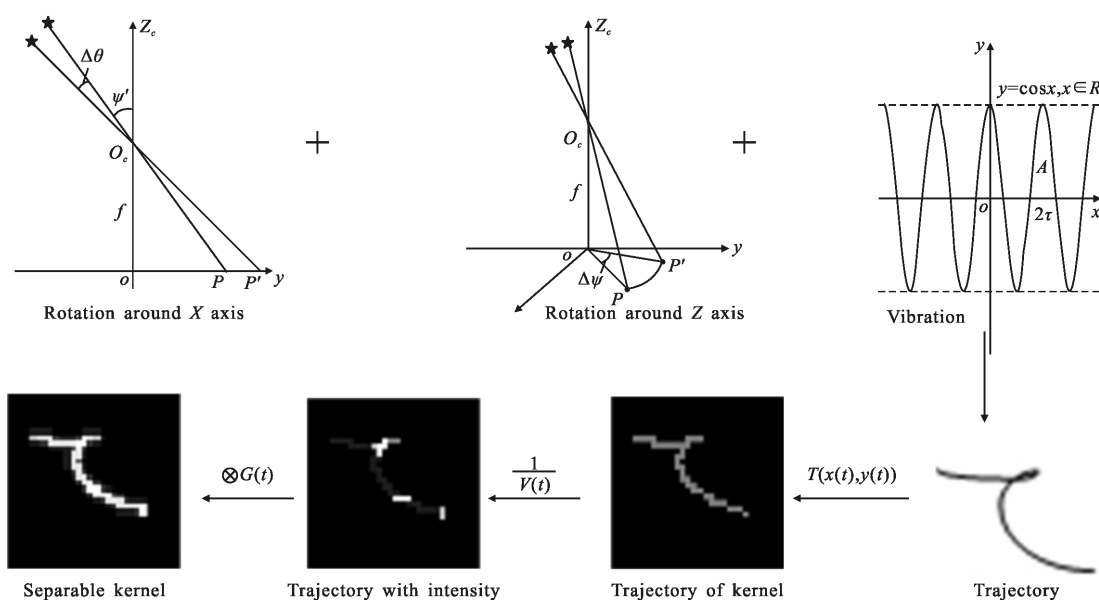 Z_c
Δθ
ψ'
O_c
f
o
P
P'
y
Rotation around X axis
+
Z_c
O_c
f
o
y
Δψ
P'
P
Rotation around Z axis
+
y
y=cosx,x∈R
A
o
2τ
x
Vibration
⊗G(t)
1
V(t)
T(x(t),y(t))
Separable kernel
Trajectory with intensity
Trajectory of kernel
Trajectory